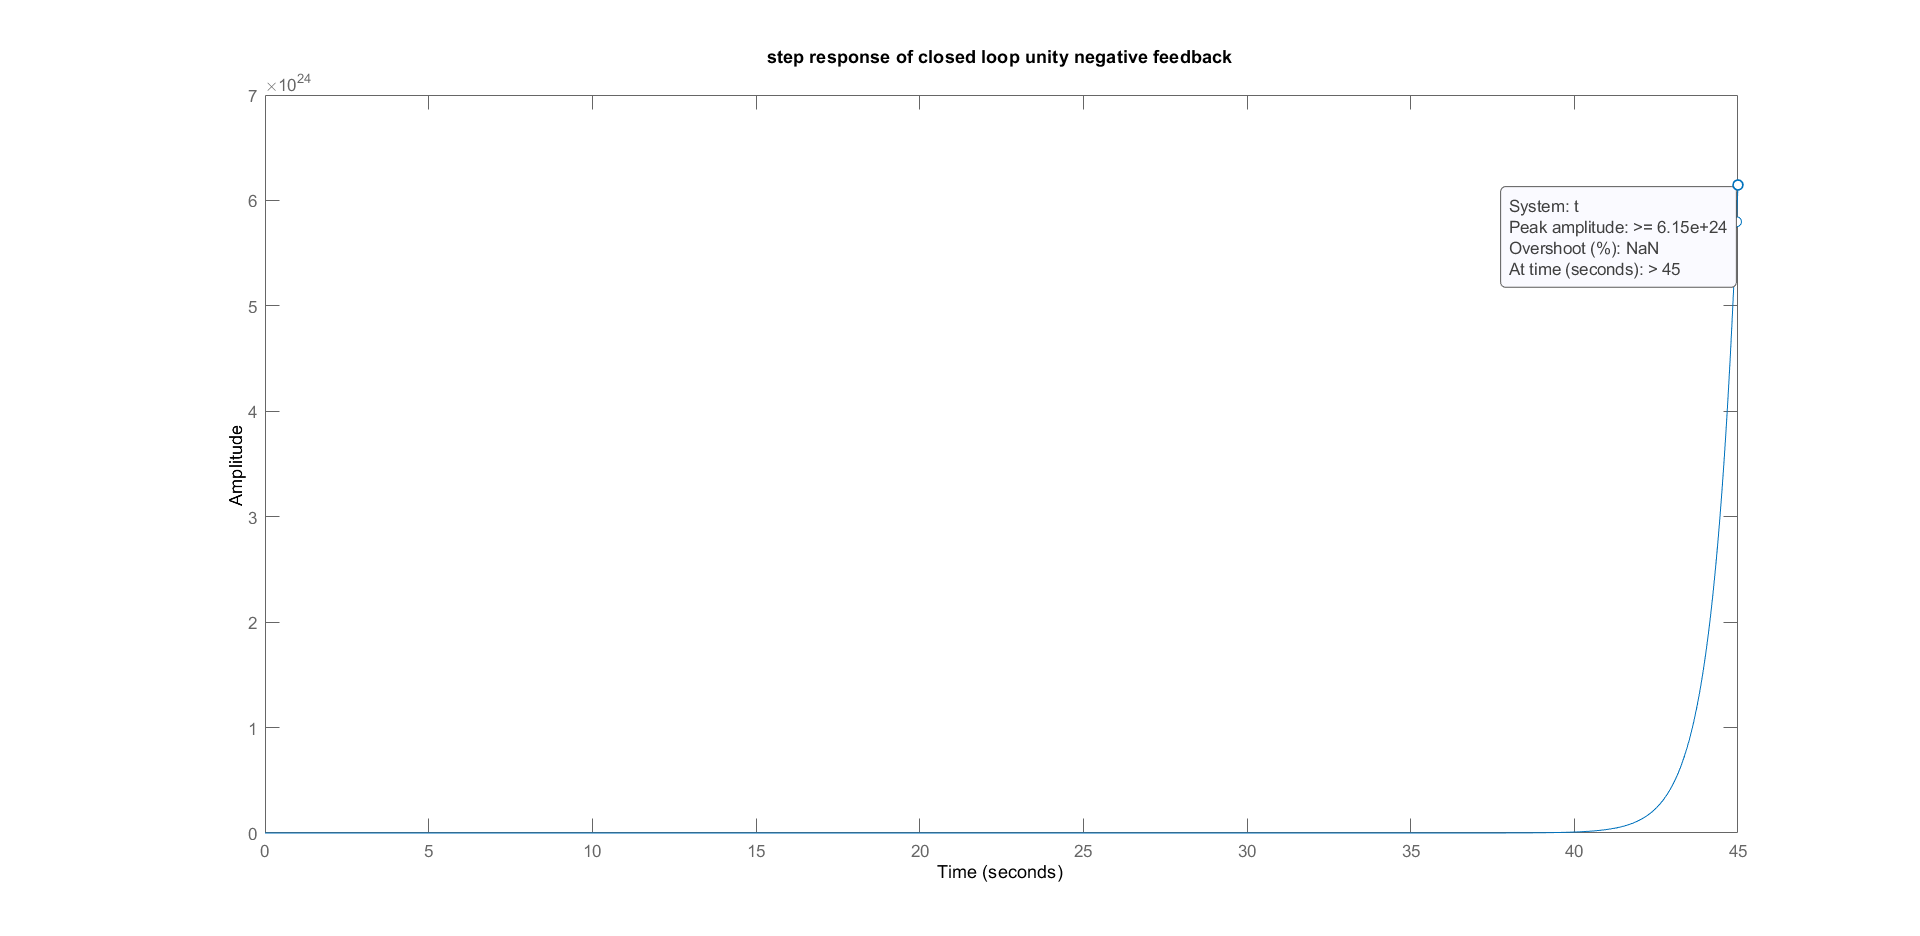 step response of closed loop unity negative feedback
×10^24
7
6
5
4
3
2
1
0
Amplitude
System: t
Peak amplitude: >= 6.15e+24
Overshoot (%): NaN
At time (seconds): > 45
0 5 10 15 20 25 30 35 40 45
Time (seconds)